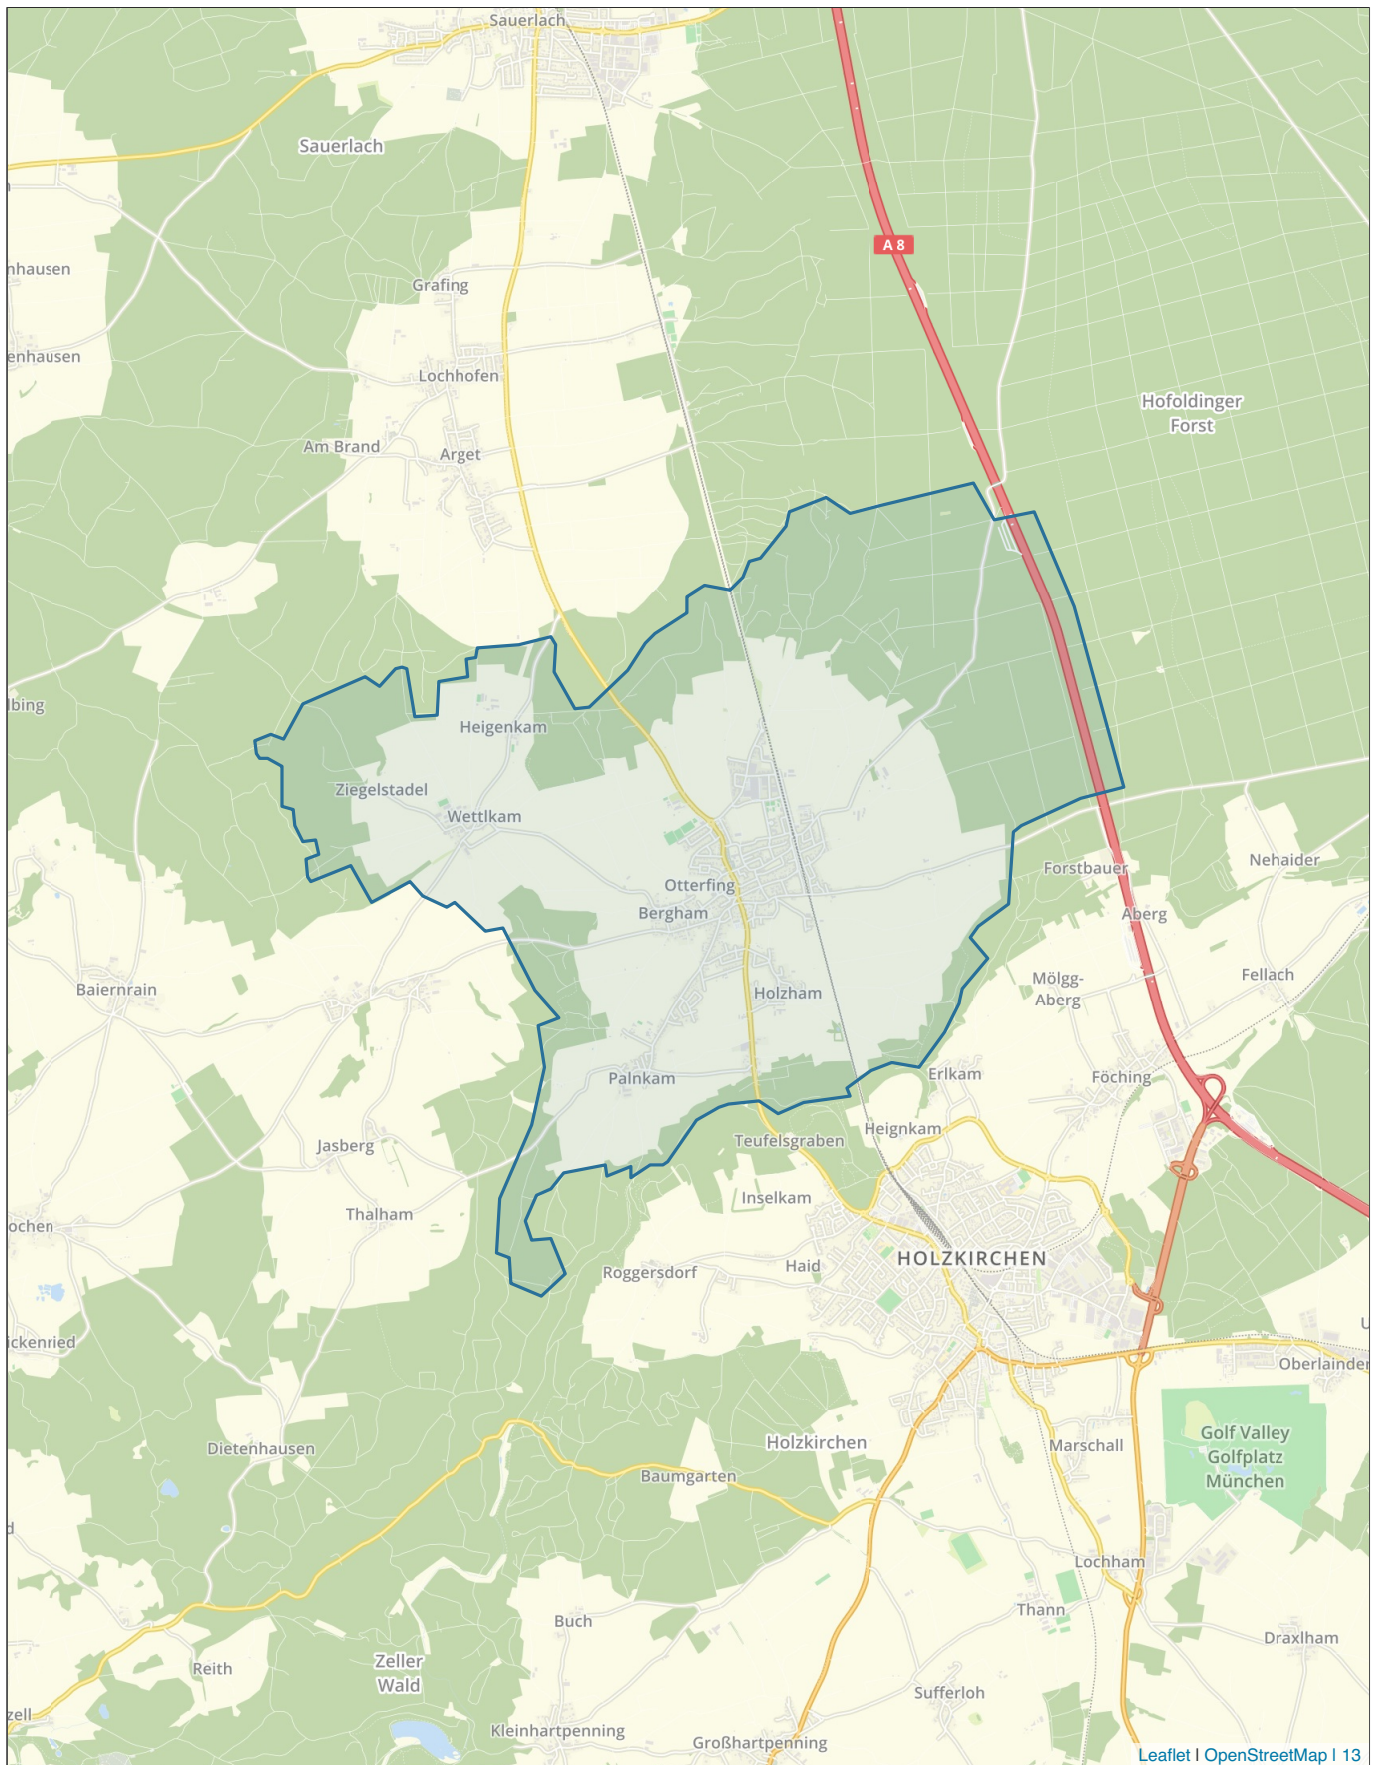 Sauerlach
Sauerlach
A 8
nhausen
Grafing
enhausen
Lochhofen
Hofoldinger
Forst
Am Brand
Arget
lbing
Heigenkam
Ziegelstadel
Wettlkam
Nehaider
Forstbauer
Otterfing
Bergham
Aberg
Mölgg-
Aberg
Fellach
Baiernrain
Holzham
Erlkam
Föching
Palnkam
Heignkam
Teufelsgraben
Jasberg
Inselkam
Thalham
ochen
HOLZKIRCHEN
Haid
Roggersdorf
ickenried
Oberlainder
Golf Valley
Golfplatz
München
Holzkirchen
Marschall
Dietenhausen
Baumgarten
Lochham
Thann
Buch
Draxlham
Zeller
Wald
Reith
Sufferloh
zell
Kleinhartpenning
Großhartpenning
Leaflet | OpenStreetMap | 13